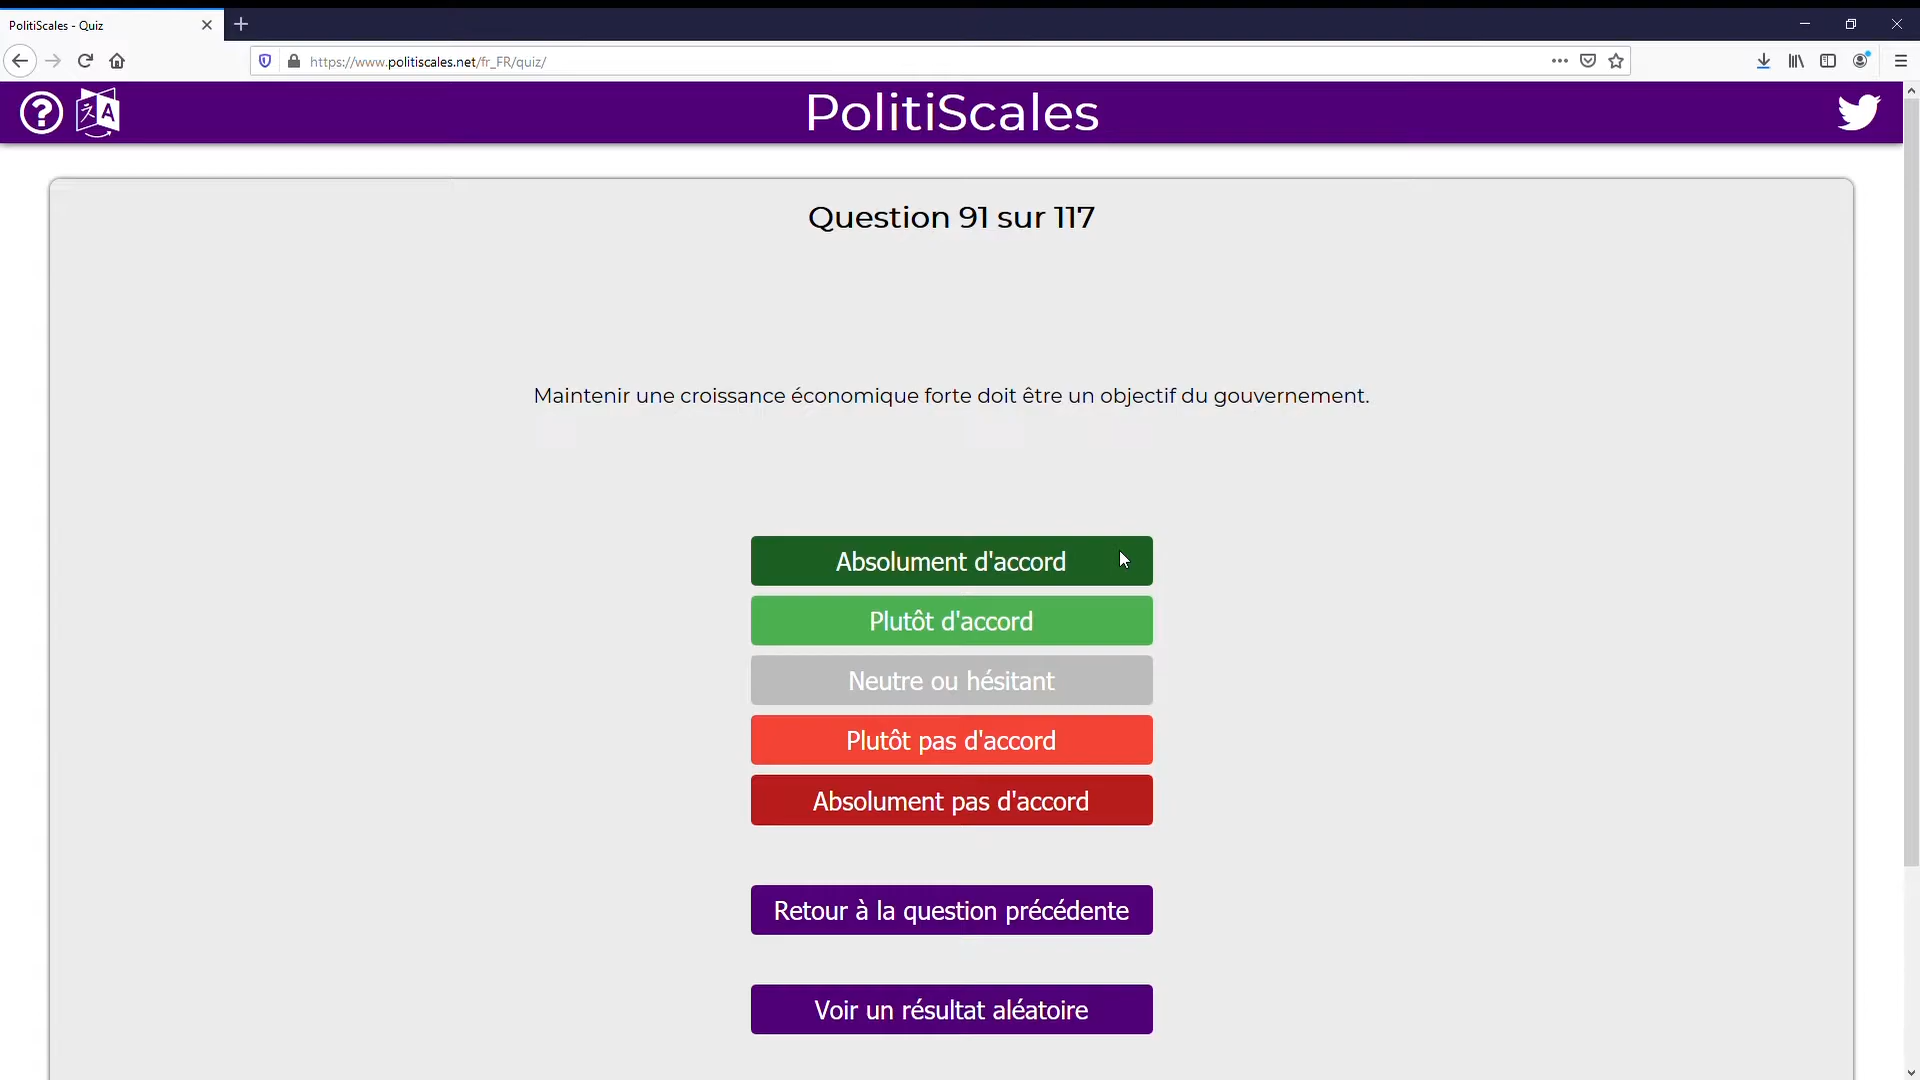 PolitiScales - Quiz
https://www.politiscales.net/fr_FR/quiz/
PolitiScales
Question 91 sur 117
Maintenir une croissance économique forte doit être un objectif du gouvernement.
Absolument d'accord
Plutôt d'accord
Neutre ou hésitant
Plutôt pas d'accord
Absolument pas d'accord
Retour à la question précédente
Voir un résultat aléatoire